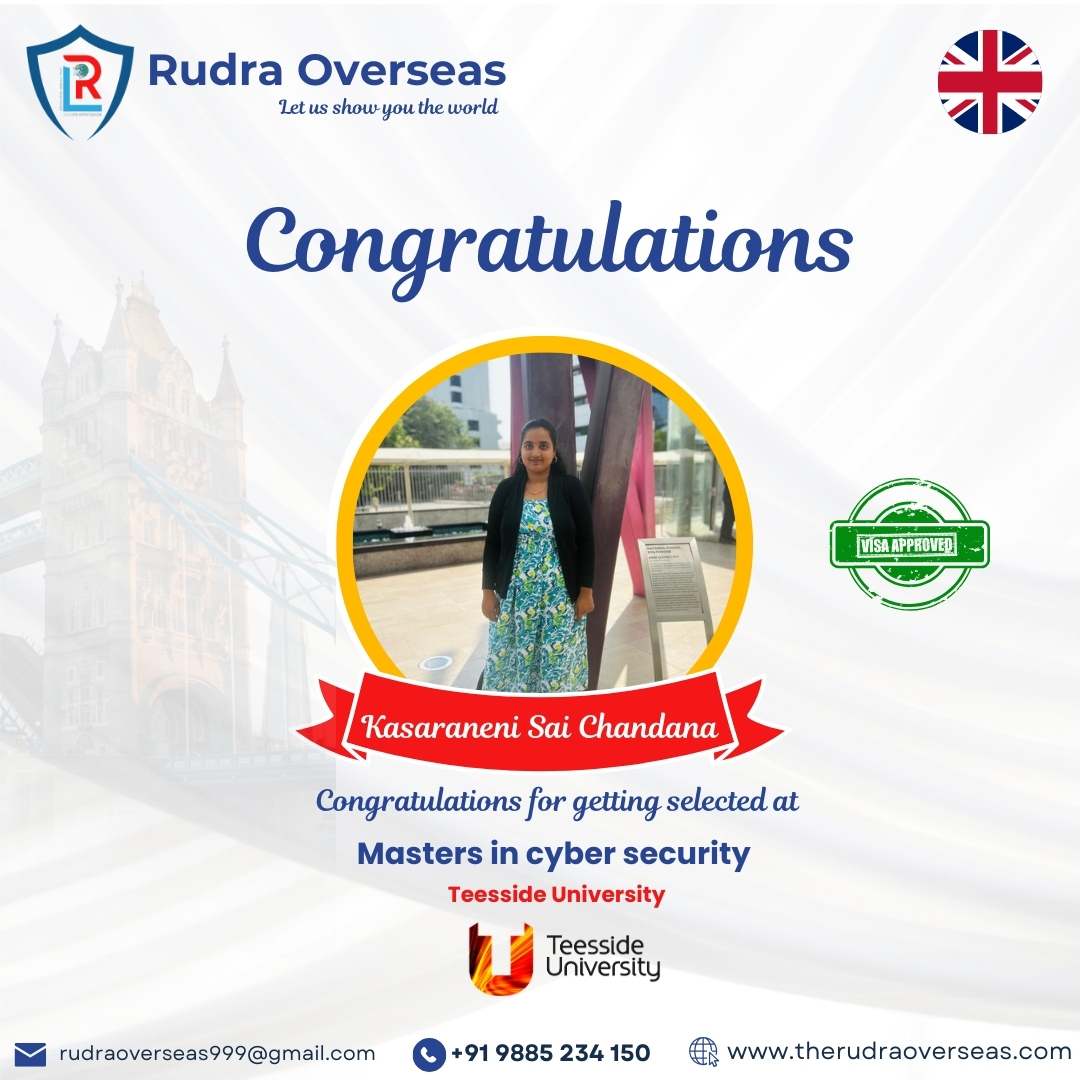 Rudra Overseas
Let us show you the world
Congratulations
VISA APPROVED
Kasaraneni Sai Chandana
Congratulations for getting selected at
Masters in cyber security
Teesside University
Teesside
University
rudraoverseas999@gmail.com
+91 9885 234 150
www.therudraoverseas.com